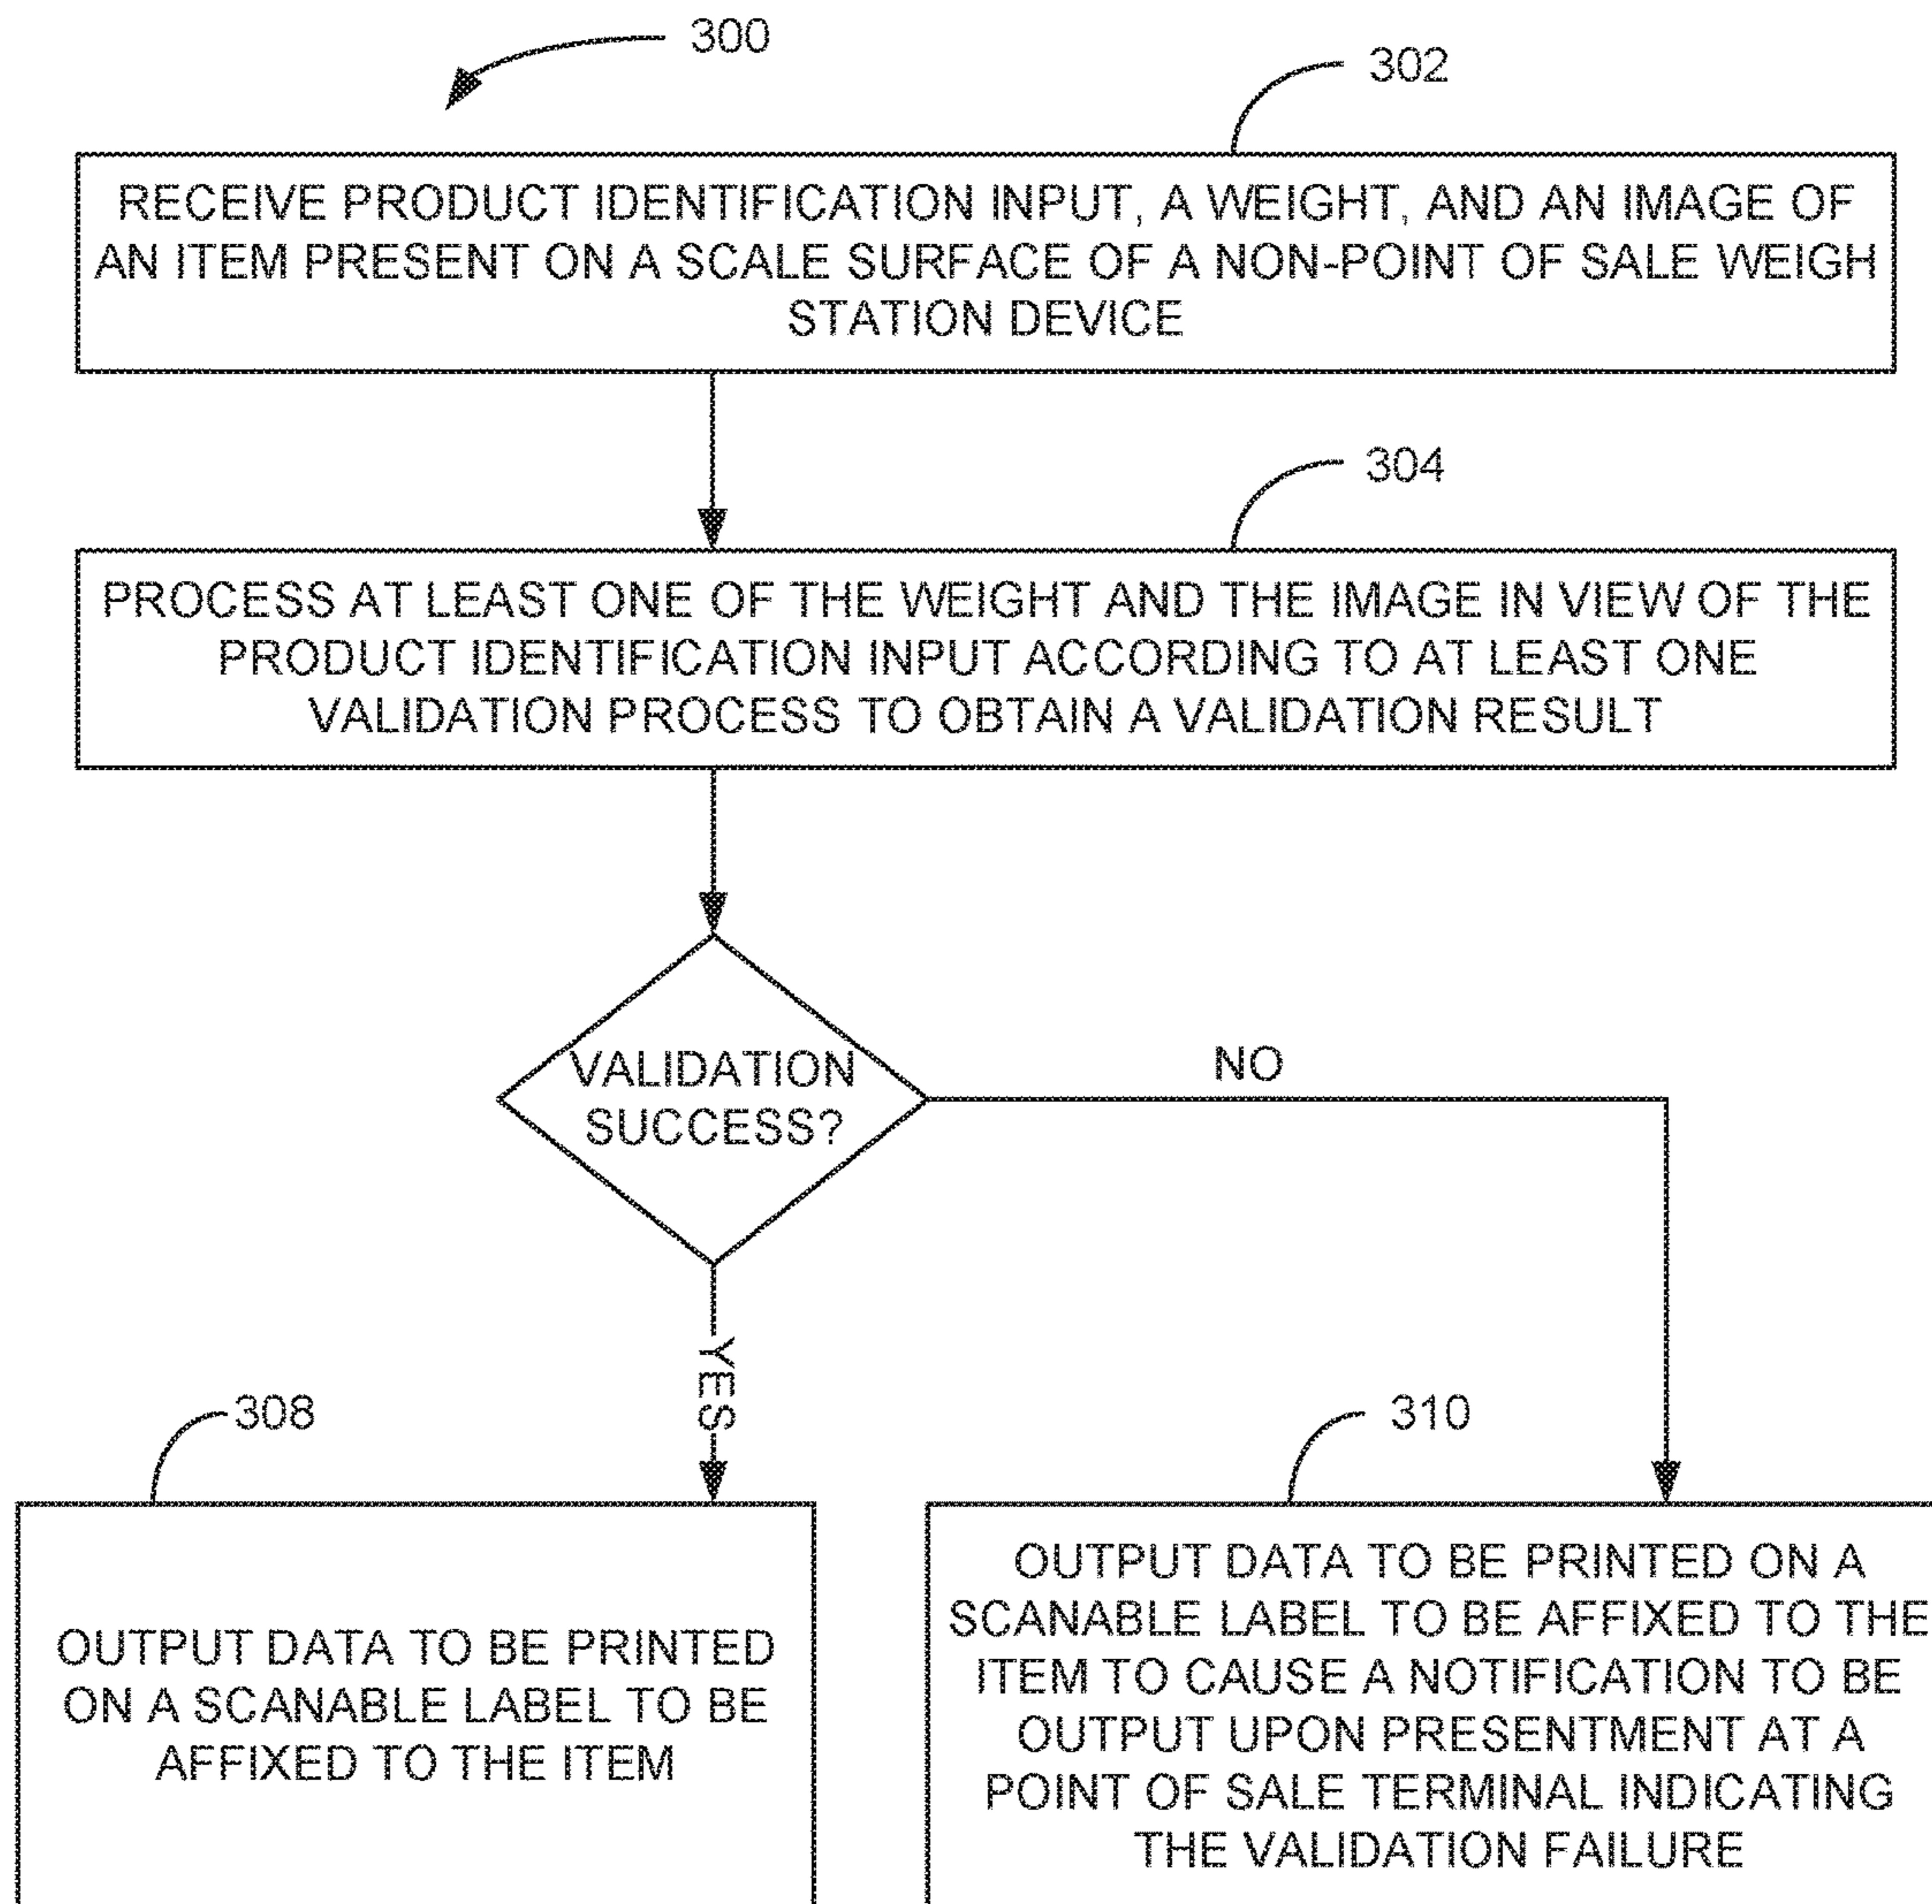 300
302
RECEIVE PRODUCT IDENTIFICATION INPUT, A WEIGHT, AND AN IMAGE OF
AN ITEM PRESENT ON A SCALE SURFACE OF A NON-POINT OF SALE WEIGH
STATION DEVICE
304
PROCESS AT LEAST ONE OF THE WEIGHT AND THE IMAGE IN VIEW OF THE
PRODUCT IDENTIFICATION INPUT ACCORDING TO AT LEAST ONE
VALIDATION PROCESS TO OBTAIN A VALIDATION RESULT
VALIDATION
SUCCESS?
NO
YES
308
OUTPUT DATA TO BE PRINTED
ON A SCANABLE LABEL TO BE
AFFIXED TO THE ITEM
310
OUTPUT DATA TO BE PRINTED ON A
SCANABLE LABEL TO BE AFFIXED TO THE
ITEM TO CAUSE A NOTIFICATION TO BE
OUTPUT UPON PRESENTMENT AT A
POINT OF SALE TERMINAL INDICATING
THE VALIDATION FAILURE